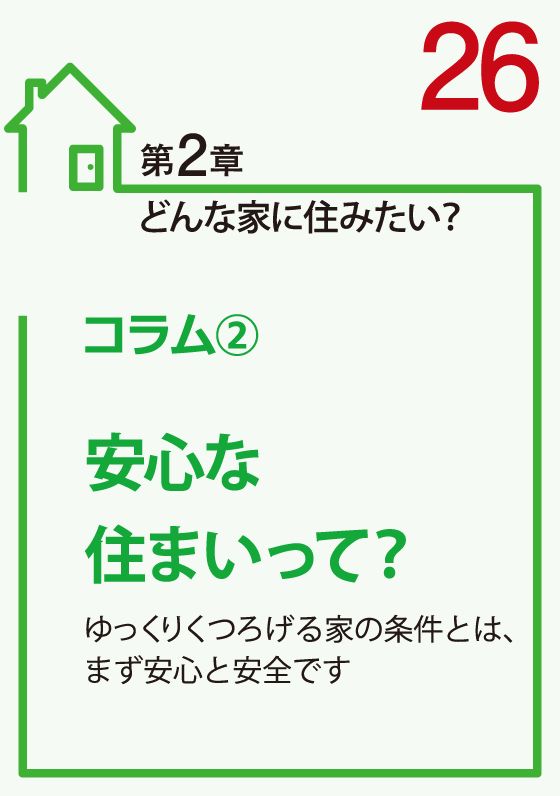 26
第2章
どんな家に住みたい?
コラム②
安心な
住まいって?
ゆっくりくつろげる家の条件とは、
まず安心と安全です